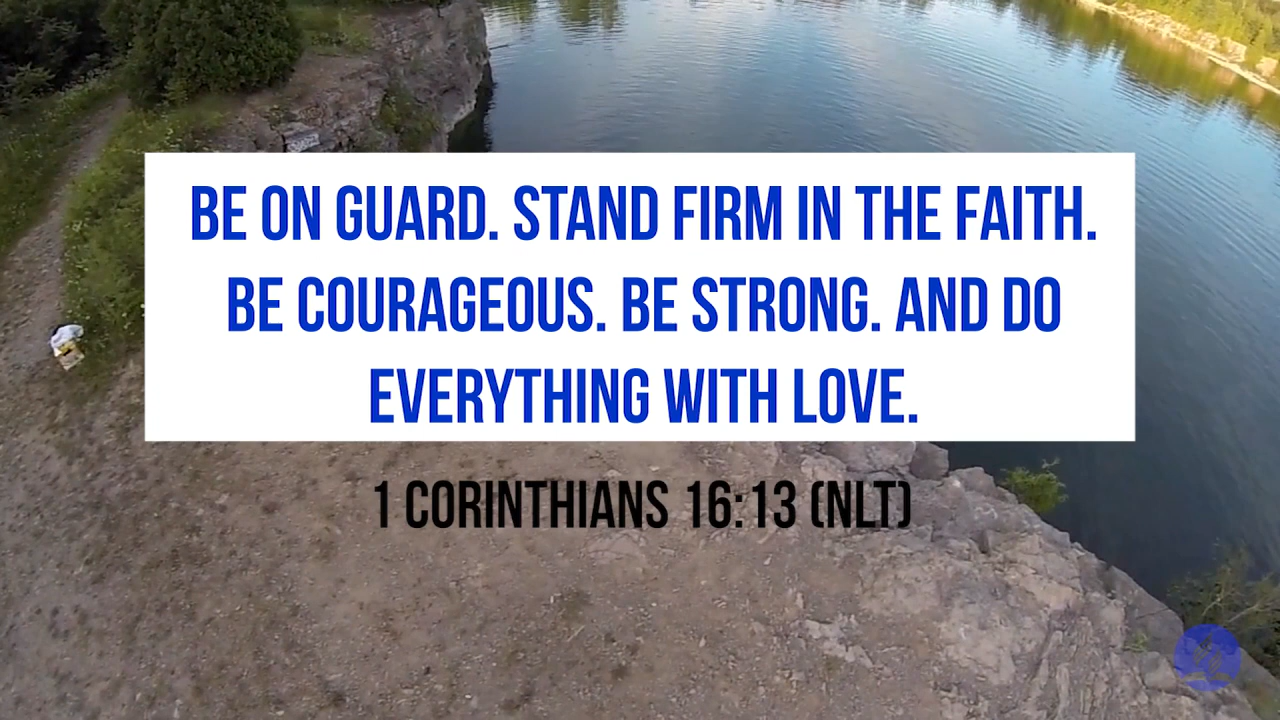 BE ON GUARD. STAND FIRM IN THE FAITH.
BE COURAGEOUS. BE STRONG. AND DO
EVERYTHING WITH LOVE.
1 CORINTHIANS 16:13 (NLT)